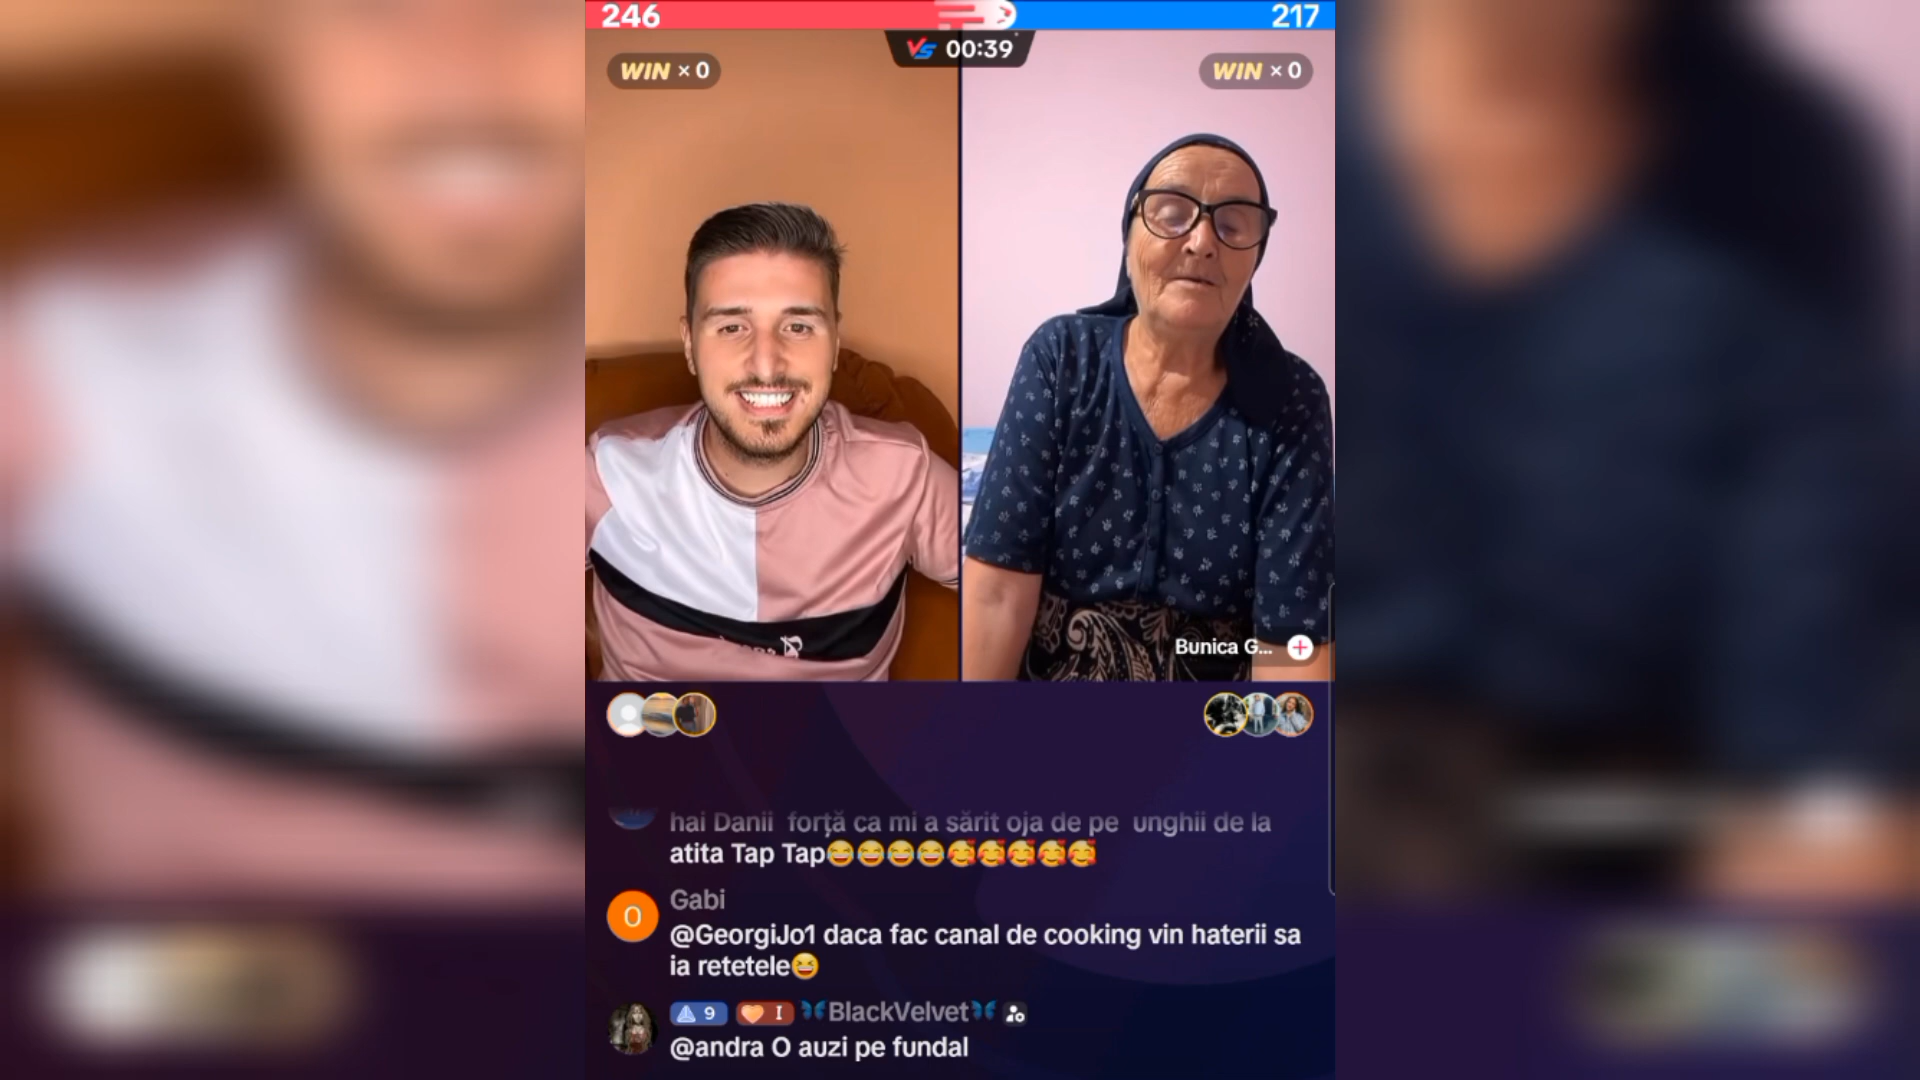 246
217
VS 00:39
WIN × 0
WIN × 0
Bunica G...
hai Danii forță ca mi a sărit oja de pe unghii de la
atita Tap Tap😂😂😂😂🥰🥰🥰🥰🥰
O
Gabi
@GeorgiJo1 daca fac canal de cooking vin haterii sa
ia retetele😆
9 I 🦋BlackVelvet🦋
@andra O auzi pe fundal